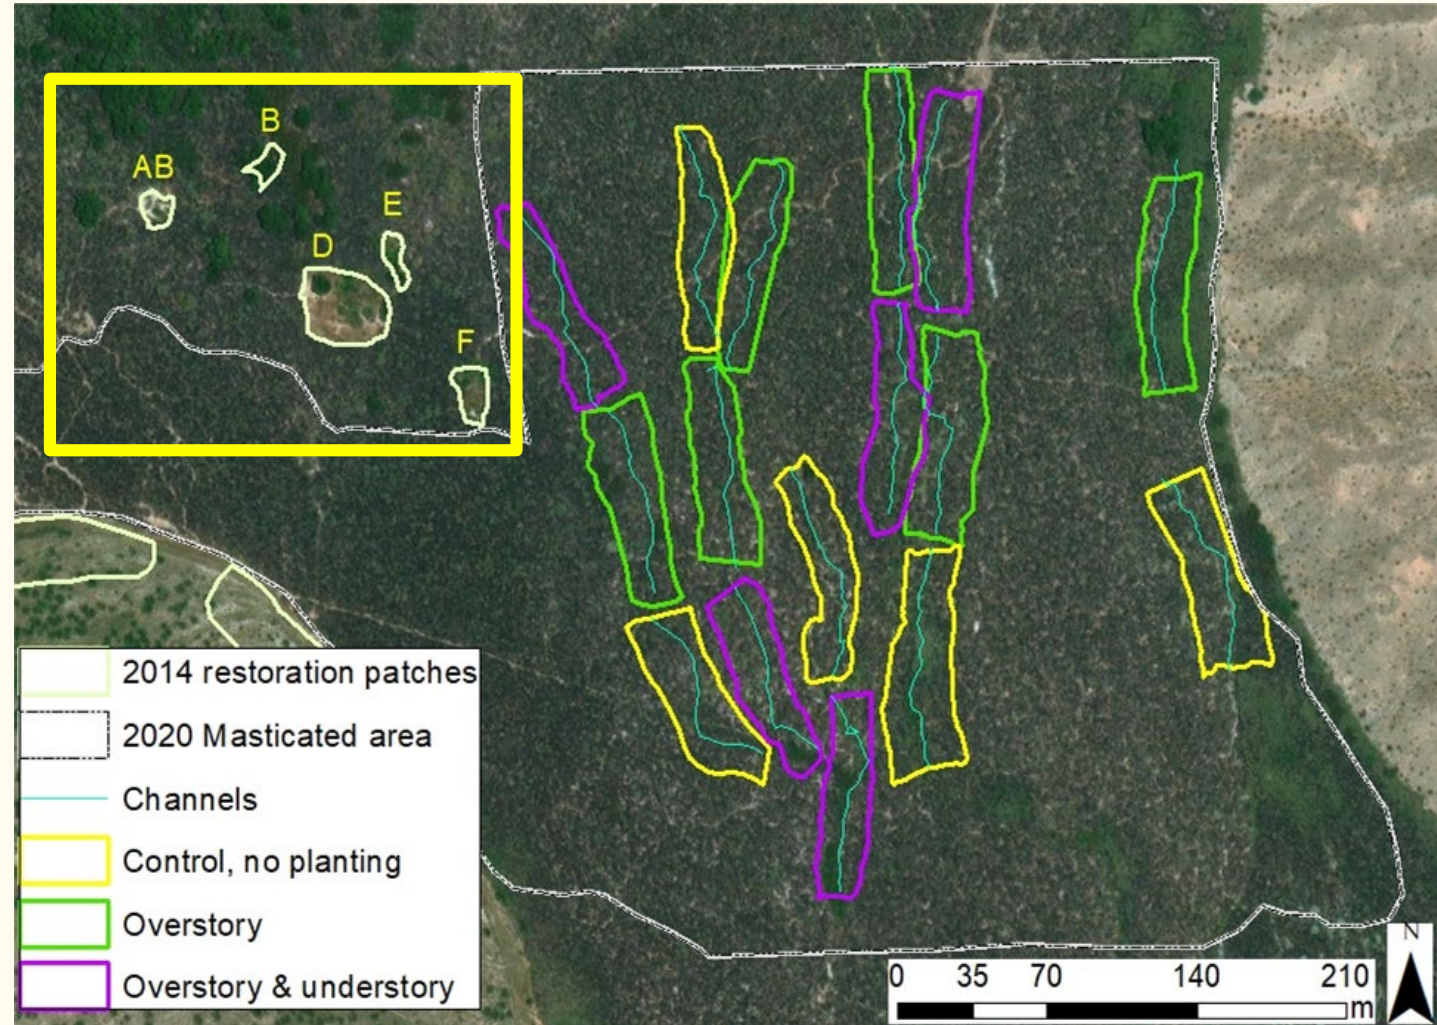 B
AB
E
D
F
2014 restoration patches
2020 Masticated area
Channels
Control, no planting
Overstory
Overstory & understory
N
0 35 70 140 210
m